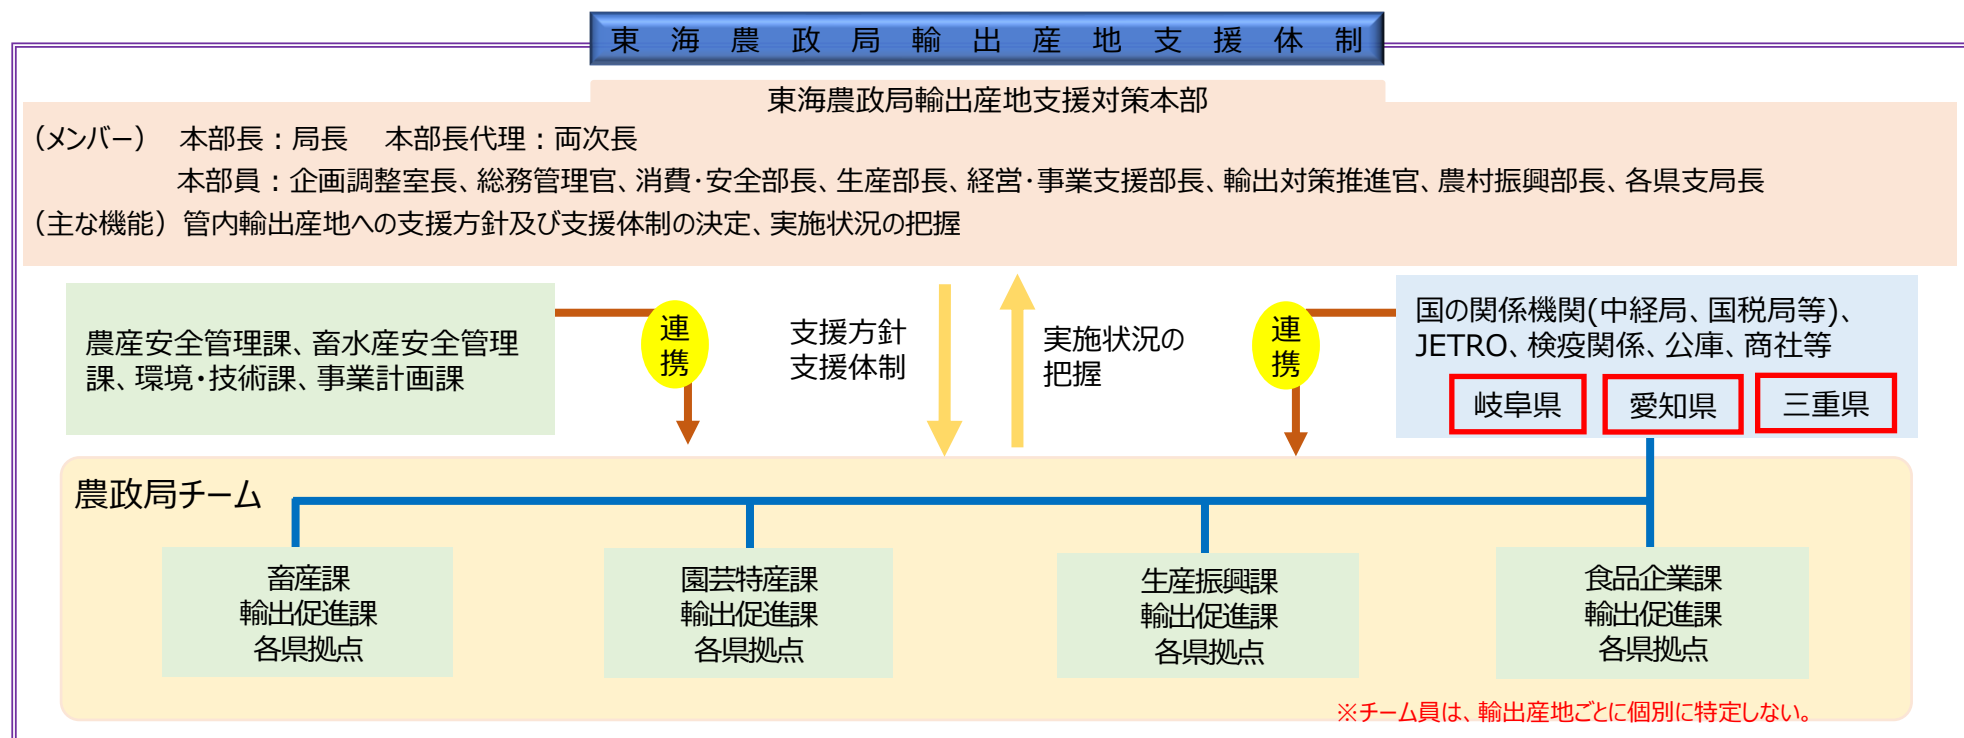 東海農政局輸出産地支援体制
東海農政局輸出産地支援対策本部
（メンバー） 本部長：局長 本部長代理：両次長
本部員：企画調整室長、総務管理官、消費・安全部長、生産部長、経営・事業支援部長、輸出対策推進官、農村振興部長、各県支局長
（主な機能）管内輸出産地への支援方針及び支援体制の決定、実施状況の把握
農産安全管理課、畜水産安全管理
課、環境・技術課、事業計画課
連
携
支援方針
支援体制
実施状況の
把握
連
携
国の関係機関(中経局、国税局等)、
JETRO、検疫関係、公庫、商社等
岐阜県
愛知県
三重県
農政局チーム
畜産課
輸出促進課
各県拠点
園芸特産課
輸出促進課
各県拠点
生産振興課
輸出促進課
各県拠点
食品企業課
輸出促進課
各県拠点
※チーム員は、輸出産地ごとに個別に特定しない。